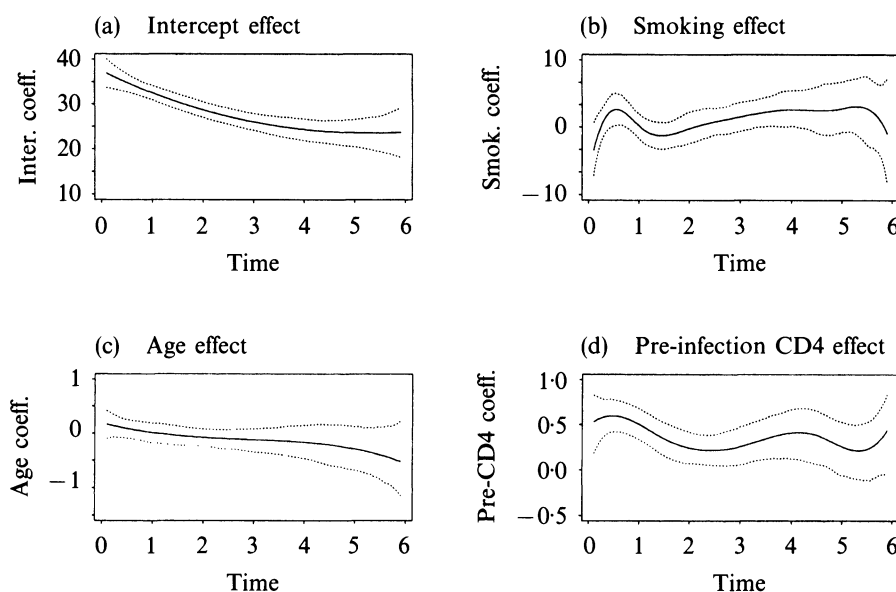 (a) Intercept effect
Inter. coeff.
40
30
20
10
0 1 2 3 4 5 6
Time
(b) Smoking effect
Smok. coeff.
10
0
−10
0 1 2 3 4 5 6
Time
(c) Age effect
Age coeff.
1
0
−1
0 1 2 3 4 5 6
Time
(d) Pre-infection CD4 effect
Pre-CD4 coeff.
1·0
0·5
0·0
−0·5
0 1 2 3 4 5 6
Time